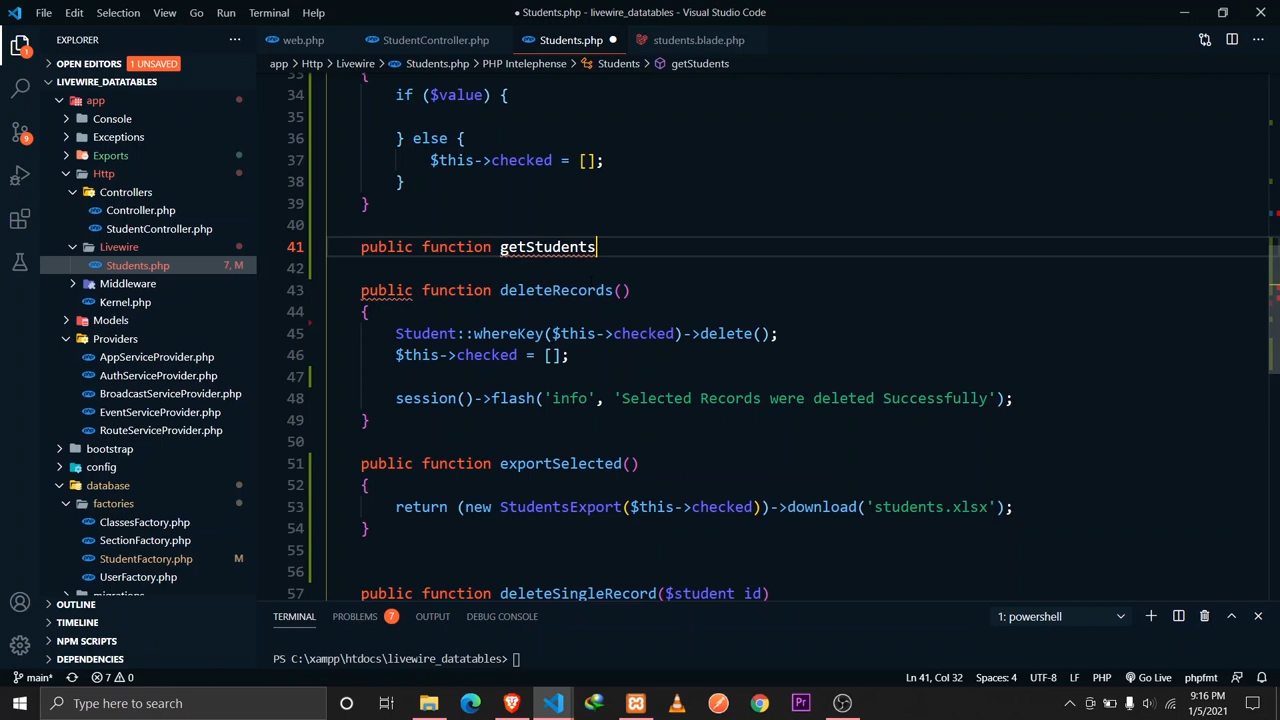 File Edit Selection View Go Run Terminal Help
● Students.php - livewire_datatables - Visual Studio Code
EXPLORER
web.php StudentController.php Students.php ● students.blade.php
OPEN EDITORS 1 UNSAVED
app > Http > Livewire > Students.php > PHP Intelephense > Students > getStudents
LIVEWIRE_DATATABLES
app
Console
Exceptions
Exports
Http
Controllers
Controller.php
StudentController.php
Livewire
Students.php 7, M
Middleware
Kernel.php
Models
Providers
AppServiceProvider.php
AuthServiceProvider.php
BroadcastServiceProvider.php
EventServiceProvider.php
RouteServiceProvider.php
bootstrap
config
database
factories
ClassesFactory.php
SectionFactory.php
StudentFactory.php M
UserFactory.php
migrations
OUTLINE
TIMELINE
NPM SCRIPTS
DEPENDENCIES
33 {
34 if ($value) {
35
36 } else {
37 $this->checked = [];
38 }
39 }
40
41 public function getStudents
42
43 public function deleteRecords()
44 {
45 Student::whereKey($this->checked)->delete();
46 $this->checked = [];
47
48 session()->flash('info', 'Selected Records were deleted Successfully');
49 }
50
51 public function exportSelected()
52 {
53 return (new StudentsExport($this->checked))->download('students.xlsx');
54 }
55
56
57 public function deleteSingleRecord($student_id)
TERMINAL PROBLEMS 7 OUTPUT DEBUG CONSOLE 1: powershell
PS C:\xampp\htdocs\livewire_datatables>
main* 7 0 Ln 41, Col 32 Spaces: 4 UTF-8 LF PHP Go Live phpfmt
Type here to search
9:16 PM
1/5/2021